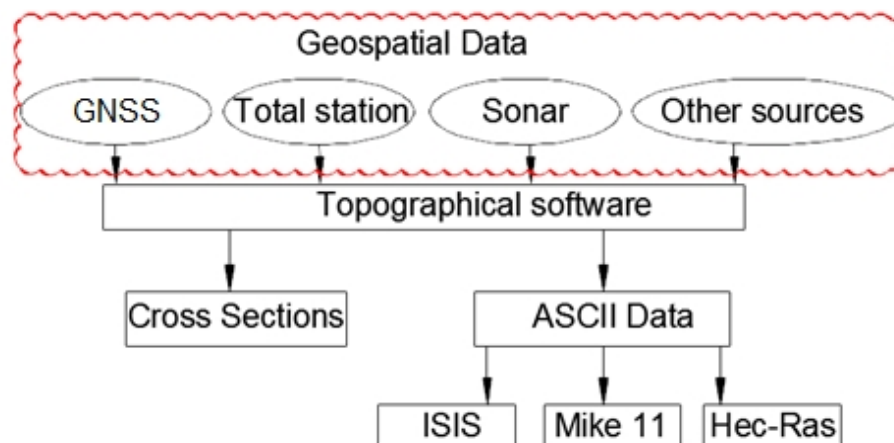 Geospatial Data
GNSS
Total station
Sonar
Other sources
Topographical software
Cross Sections
ASCII Data
ISIS
Mike 11
Hec-Ras